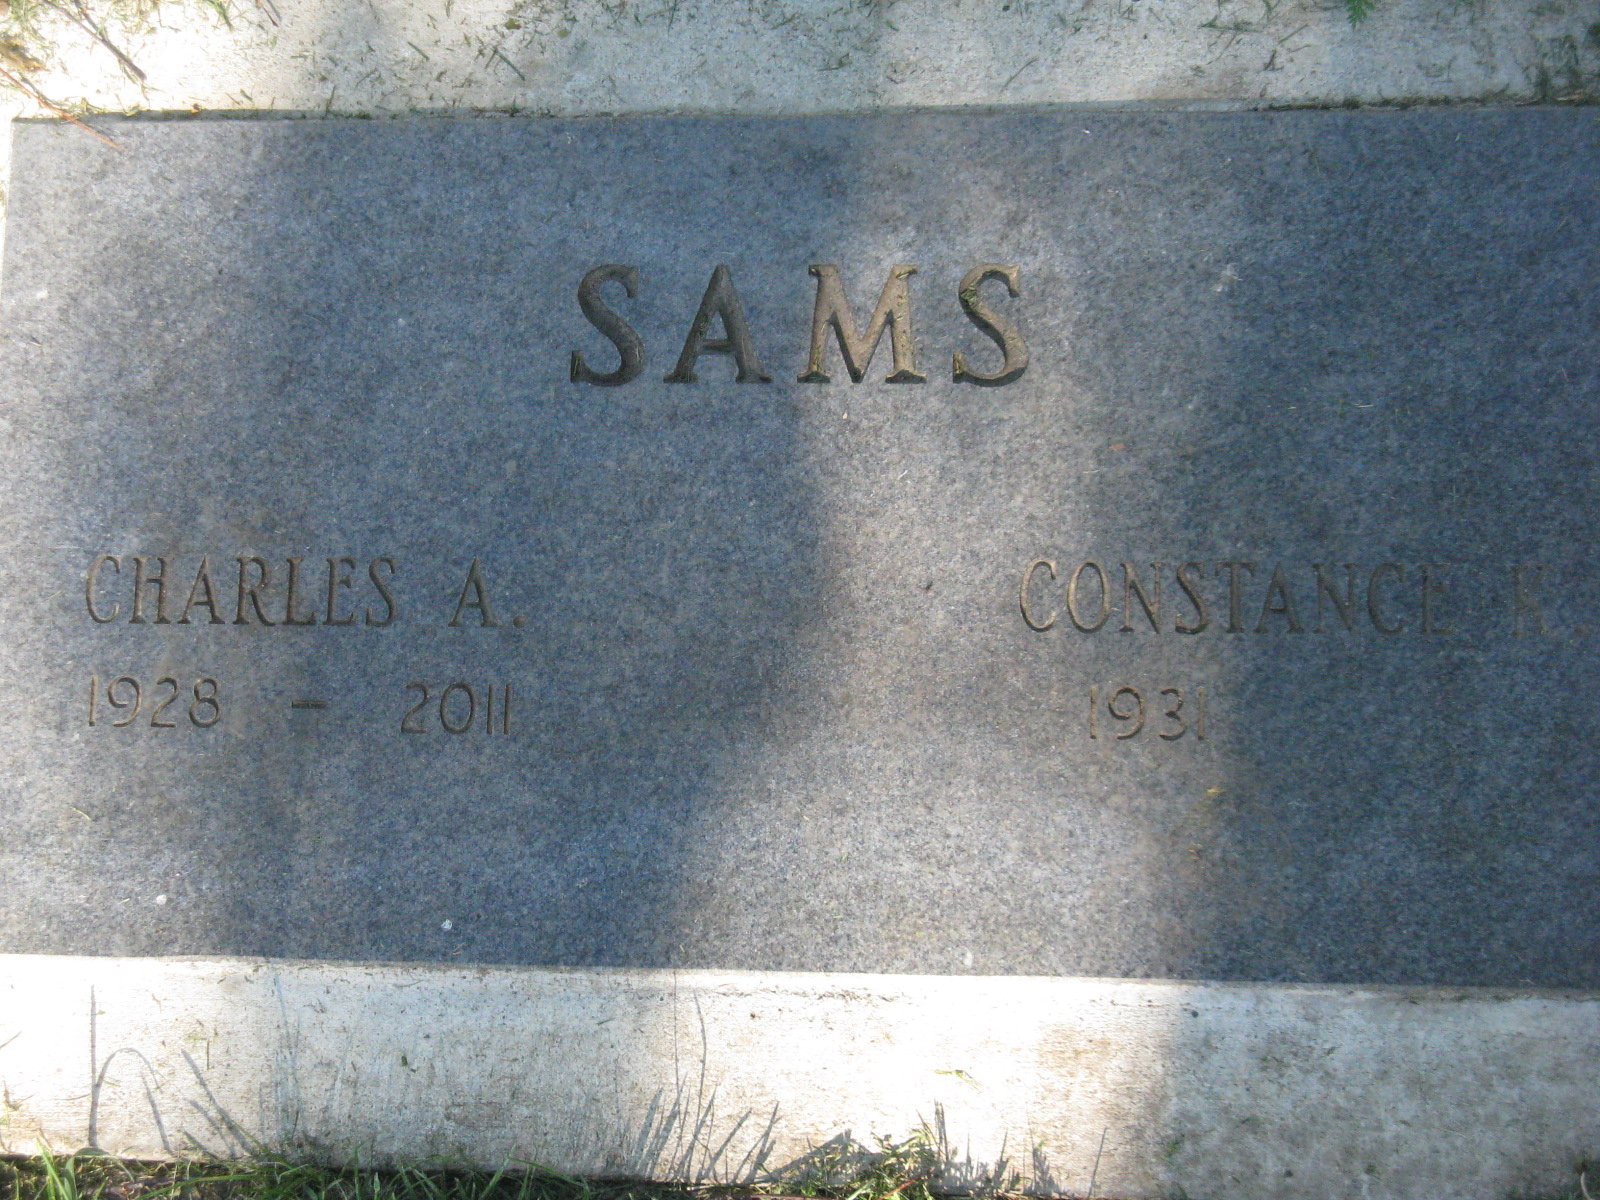 SAMS
CHARLES A. CONSTANCE K.
1928 – 2011 1931